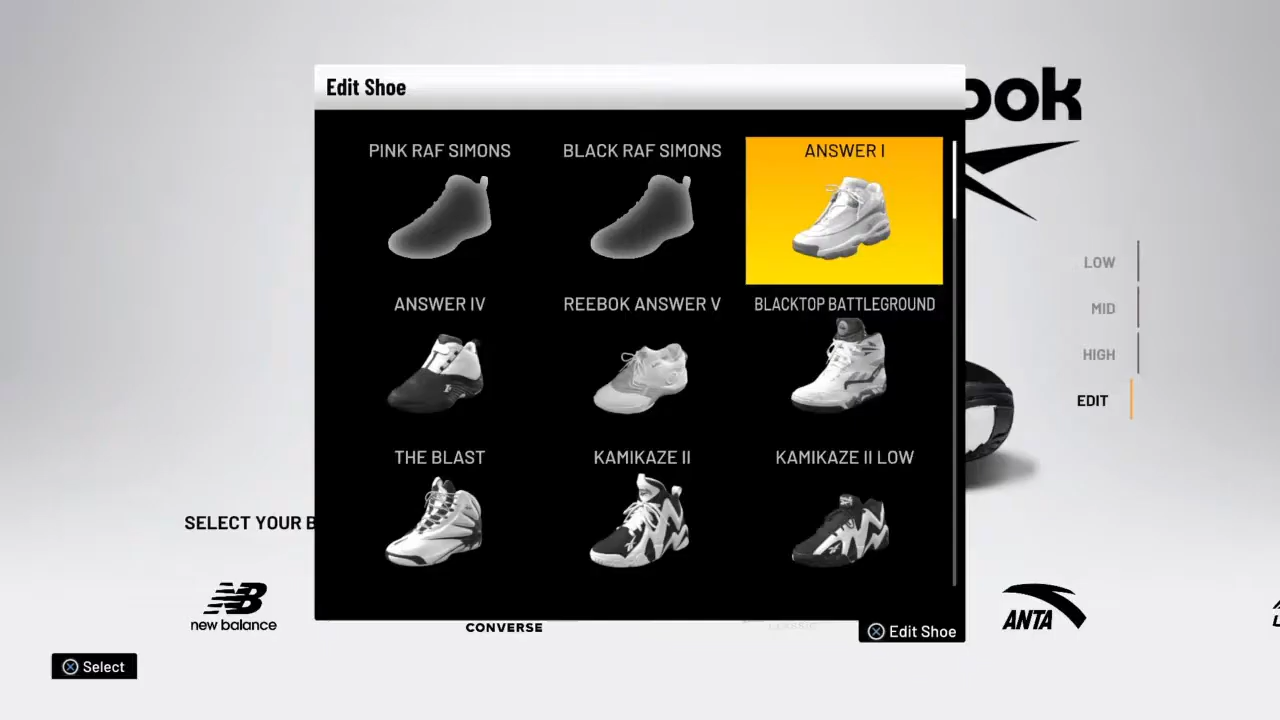 Edit Shoe
ook
PINK RAF SIMONS
BLACK RAF SIMONS
ANSWER I
LOW
MID
HIGH
EDIT
ANSWER IV
REEBOK ANSWER V
BLACKTOP BATTLEGROUND
THE BLAST
KAMIKAZE II
KAMIKAZE II LOW
SELECT YOUR B
new balance
CONVERSE
ANTA
Edit Shoe
Select